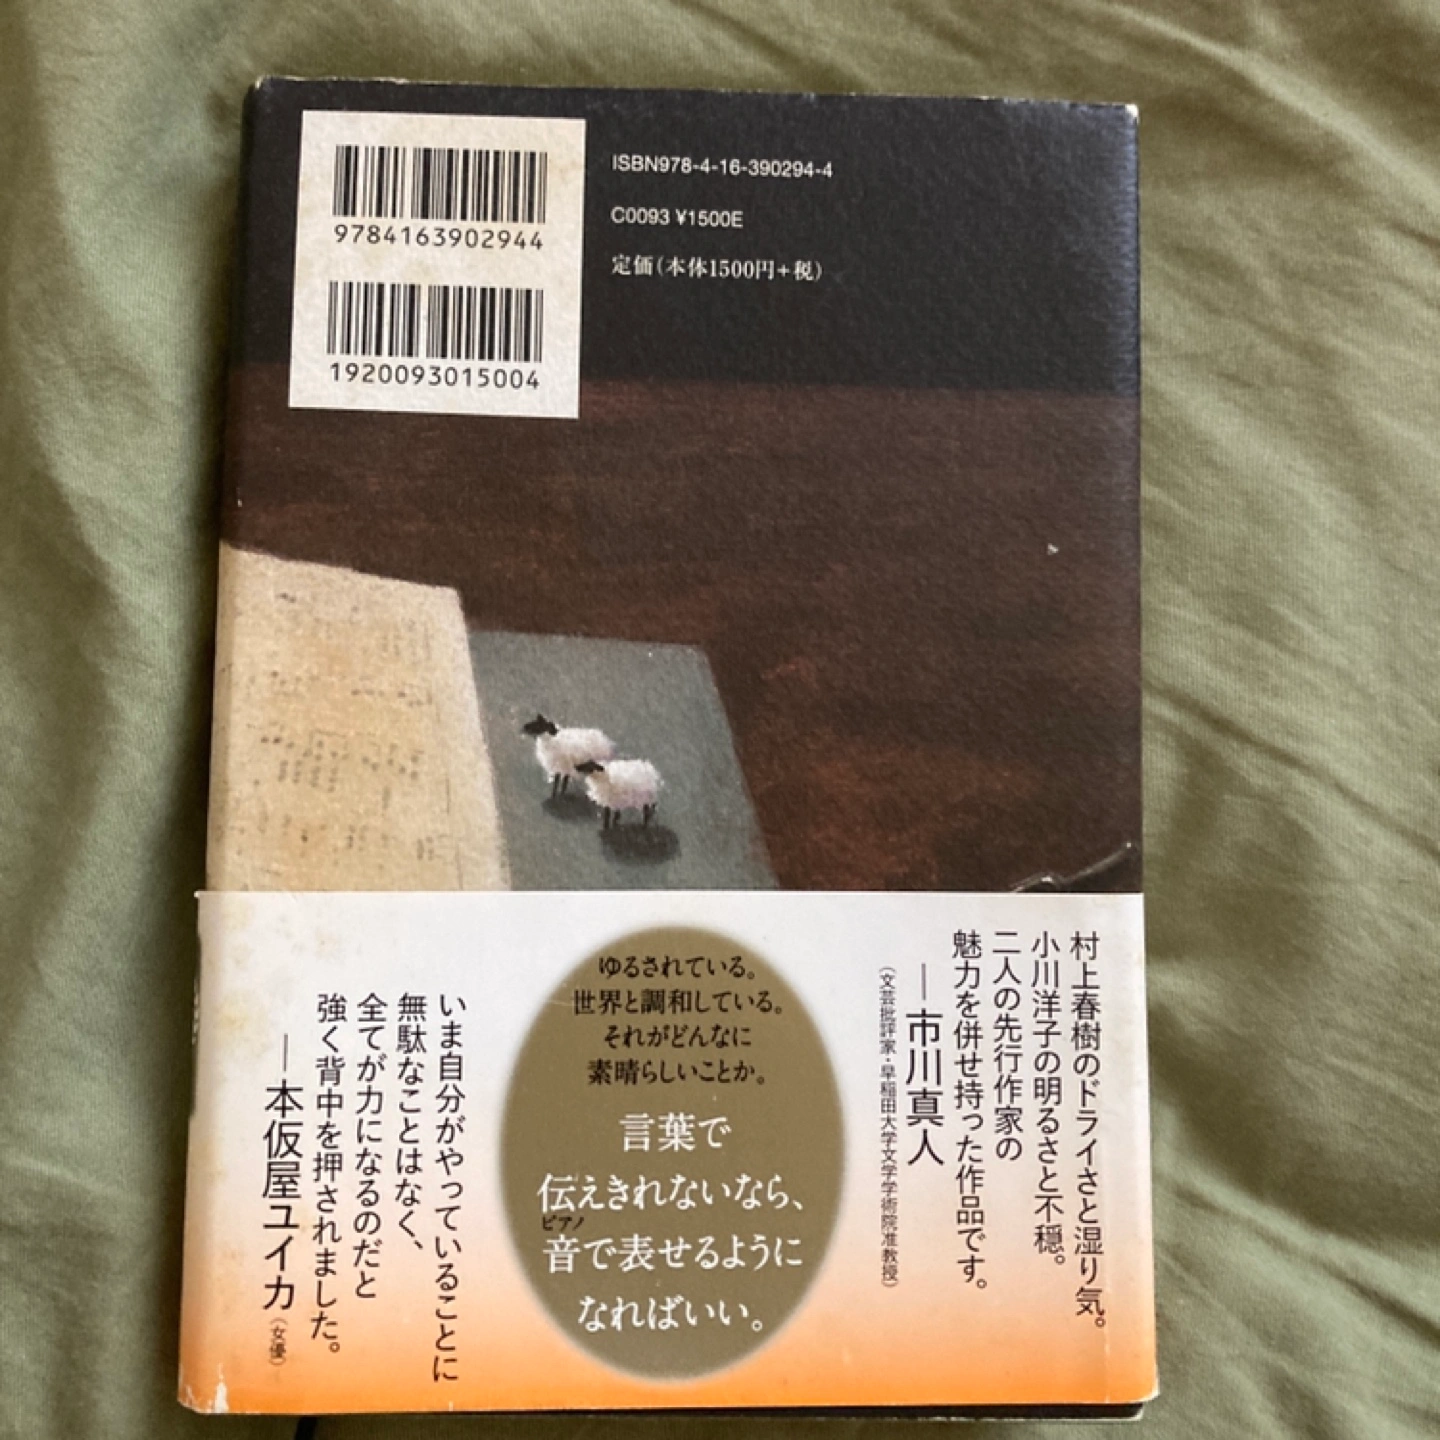 9784163902944
1920093015004
ISBN978-4-16-390294-4
C0093 ¥1500E
定価(本体1500円+税)
村上春樹のドライさと湿り気。
小川洋子の明るさと不穏。
二人の先行作家の
魅力を併せ持った作品です。
―市川真人
(文芸批評家・早稲田大学文学学術院准教授)
ゆるされている。
世界と調和している。
それがどんなに
素晴らしいことか。
言葉で
伝えきれないなら、
ピアノ
音で表せるように
なればいい。
いま自分がやっていることに
無駄なことはなく、
全てが力になるのだと
強く背中を押されました。
―本仮屋ユイカ(女優)